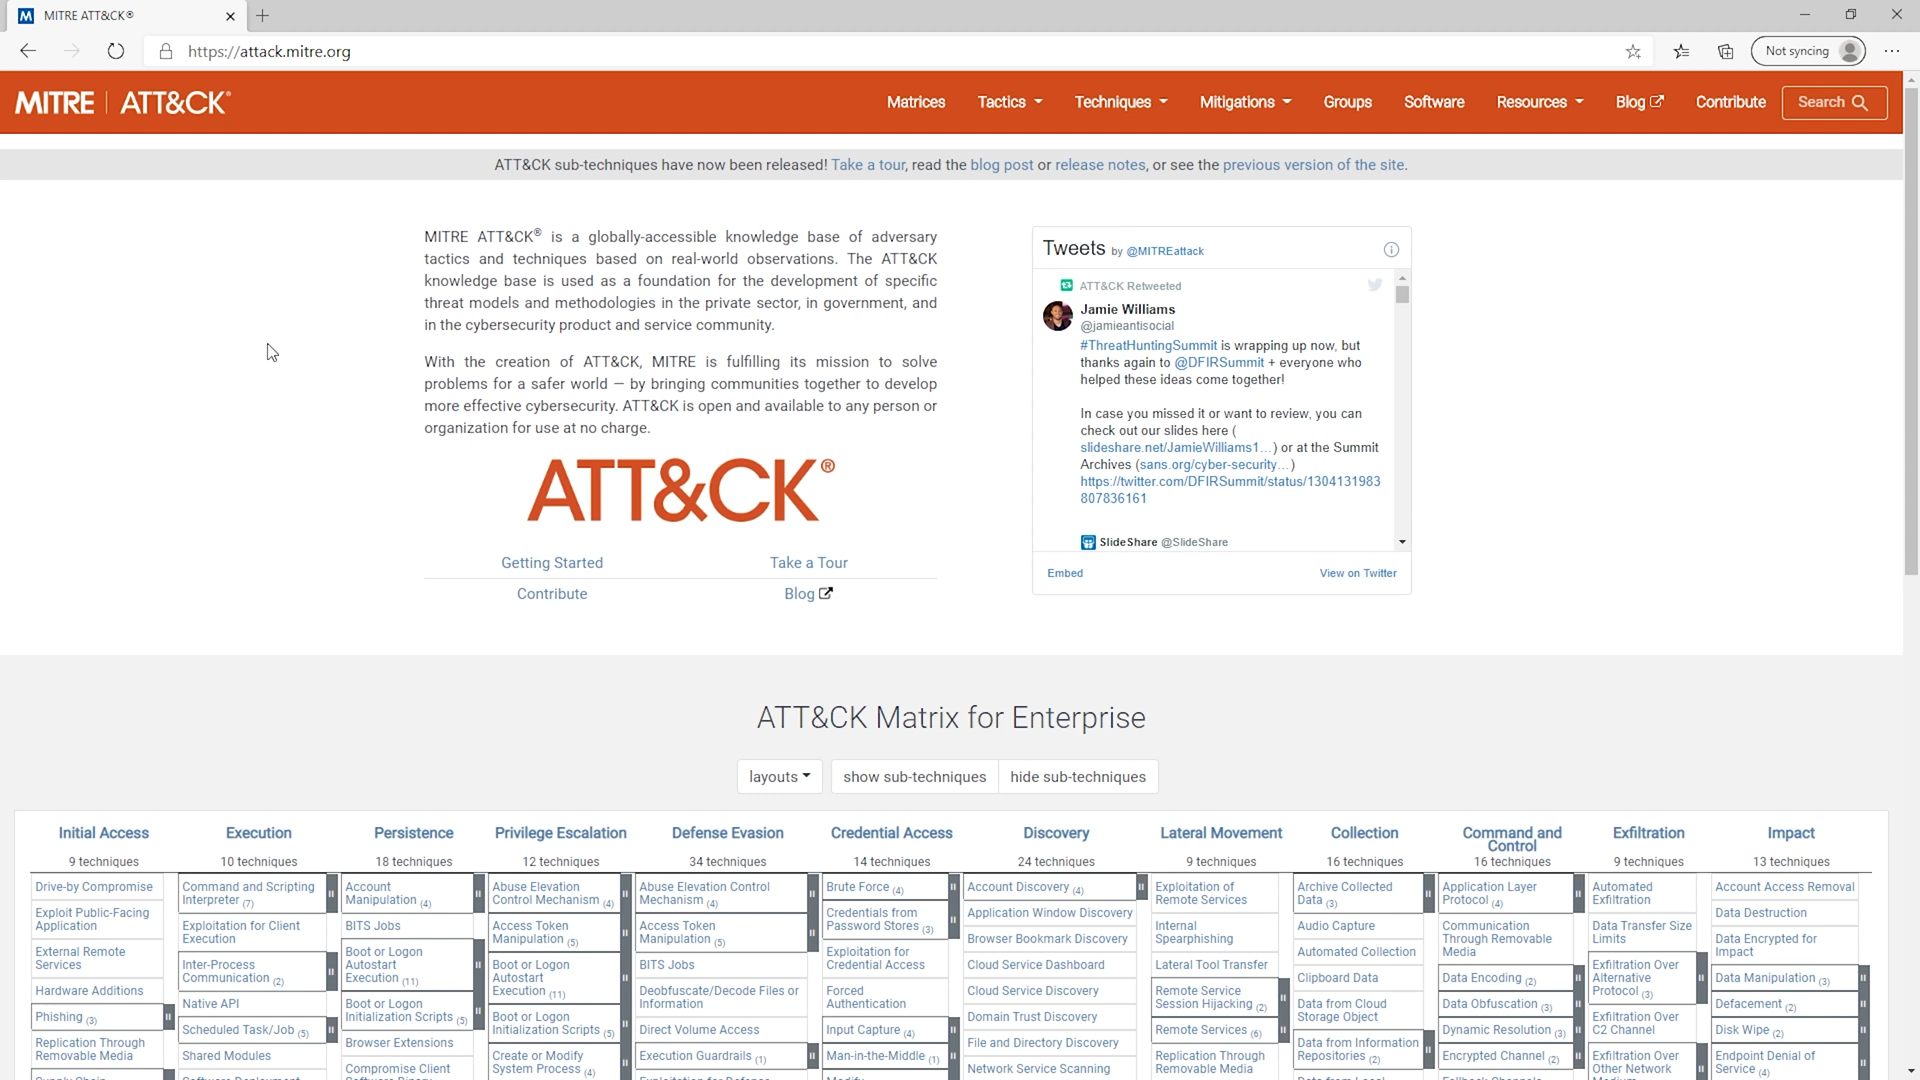 MITRE ATT&CK®
https://attack.mitre.org
Not syncing
MITRE | ATT&CK®
Matrices
Tactics
Techniques
Mitigations
Groups
Software
Resources
Blog
Contribute
Search
ATT&CK sub-techniques have now been released! Take a tour, read the blog post or release notes, or see the previous version of the site.
MITRE ATT&CK® is a globally-accessible knowledge base of adversary
tactics and techniques based on real-world observations. The ATT&CK
knowledge base is used as a foundation for the development of specific
threat models and methodologies in the private sector, in government, and
in the cybersecurity product and service community.
With the creation of ATT&CK, MITRE is fulfilling its mission to solve
problems for a safer world — by bringing communities together to develop
more effective cybersecurity. ATT&CK is open and available to any person or
organization for use at no charge.
ATT&CK®
Getting Started
Take a Tour
Contribute
Blog
Tweets by @MITREattack
ATT&CK Retweeted
Jamie Williams
@jamieantisocial
#ThreatHuntingSummit is wrapping up now, but
thanks again to @DFIRSummit + everyone who
helped these ideas come together!
In case you missed it or want to review, you can
check out our slides here (
slideshare.net/JamieWilliams1…) or at the Summit
Archives (sans.org/cyber-security…)
https://twitter.com/DFIRSummit/status/1304131983
807836161
SlideShare @SlideShare
Embed
View on Twitter
ATT&CK Matrix for Enterprise
layouts
show sub-techniques
hide sub-techniques
Initial Access
9 techniques
Drive-by Compromise
Exploit Public-Facing
Application
External Remote
Services
Hardware Additions
Phishing (3)
Replication Through
Removable Media
Supply Chain
Execution
10 techniques
Command and Scripting
Interpreter (7)
Exploitation for Client
Execution
Inter-Process
Communication (2)
Native API
Scheduled Task/Job (5)
Shared Modules
Software Deployment
Persistence
18 techniques
Account
Manipulation (4)
BITS Jobs
Boot or Logon
Autostart
Execution (11)
Boot or Logon
Initialization Scripts (5)
Browser Extensions
Compromise Client
Software Binary
Privilege Escalation
12 techniques
Abuse Elevation
Control Mechanism (4)
Access Token
Manipulation (5)
Boot or Logon
Autostart
Execution (11)
Boot or Logon
Initialization Scripts (5)
Create or Modify
System Process (4)
Defense Evasion
34 techniques
Abuse Elevation Control
Mechanism (4)
Access Token
Manipulation (5)
BITS Jobs
Deobfuscate/Decode Files or
Information
Direct Volume Access
Execution Guardrails (1)
Exploitation for Defense
Credential Access
14 techniques
Brute Force (4)
Credentials from
Password Stores (3)
Exploitation for
Credential Access
Forced
Authentication
Input Capture (4)
Man-in-the-Middle (1)
Modify
Discovery
24 techniques
Account Discovery (4)
Application Window Discovery
Browser Bookmark Discovery
Cloud Service Dashboard
Cloud Service Discovery
Domain Trust Discovery
File and Directory Discovery
Network Service Scanning
Lateral Movement
9 techniques
Exploitation of
Remote Services
Internal
Spearphishing
Lateral Tool Transfer
Remote Service
Session Hijacking (2)
Remote Services (6)
Replication Through
Removable Media
Collection
16 techniques
Archive Collected
Data (3)
Audio Capture
Automated Collection
Clipboard Data
Data from Cloud
Storage Object
Data from Information
Repositories (2)
Data from Local
Command and
Control
16 techniques
Application Layer
Protocol (4)
Communication
Through Removable
Media
Data Encoding (2)
Data Obfuscation (3)
Dynamic Resolution (3)
Encrypted Channel (2)
Fallback Channels
Exfiltration
9 techniques
Automated
Exfiltration
Data Transfer Size
Limits
Exfiltration Over
Alternative
Protocol (3)
Exfiltration Over
C2 Channel
Exfiltration Over
Other Network
Medium
Impact
13 techniques
Account Access Removal
Data Destruction
Data Encrypted for
Impact
Data Manipulation (3)
Defacement (2)
Disk Wipe (2)
Endpoint Denial of
Service (4)